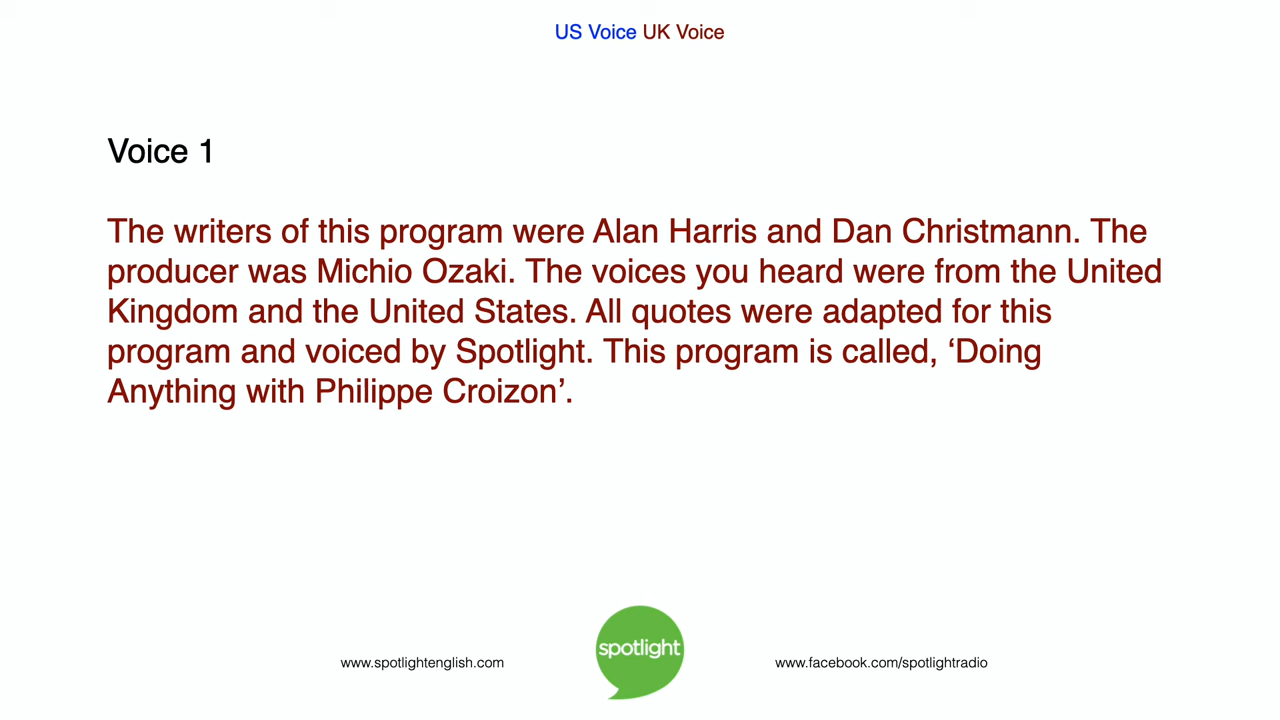 US Voice UK Voice
Voice 1
The writers of this program were Alan Harris and Dan Christmann. The
producer was Michio Ozaki. The voices you heard were from the United
Kingdom and the United States. All quotes were adapted for this
program and voiced by Spotlight. This program is called, ‘Doing
Anything with Philippe Croizon’.
www.spotlightenglish.com
spotlight
www.facebook.com/spotlightradio